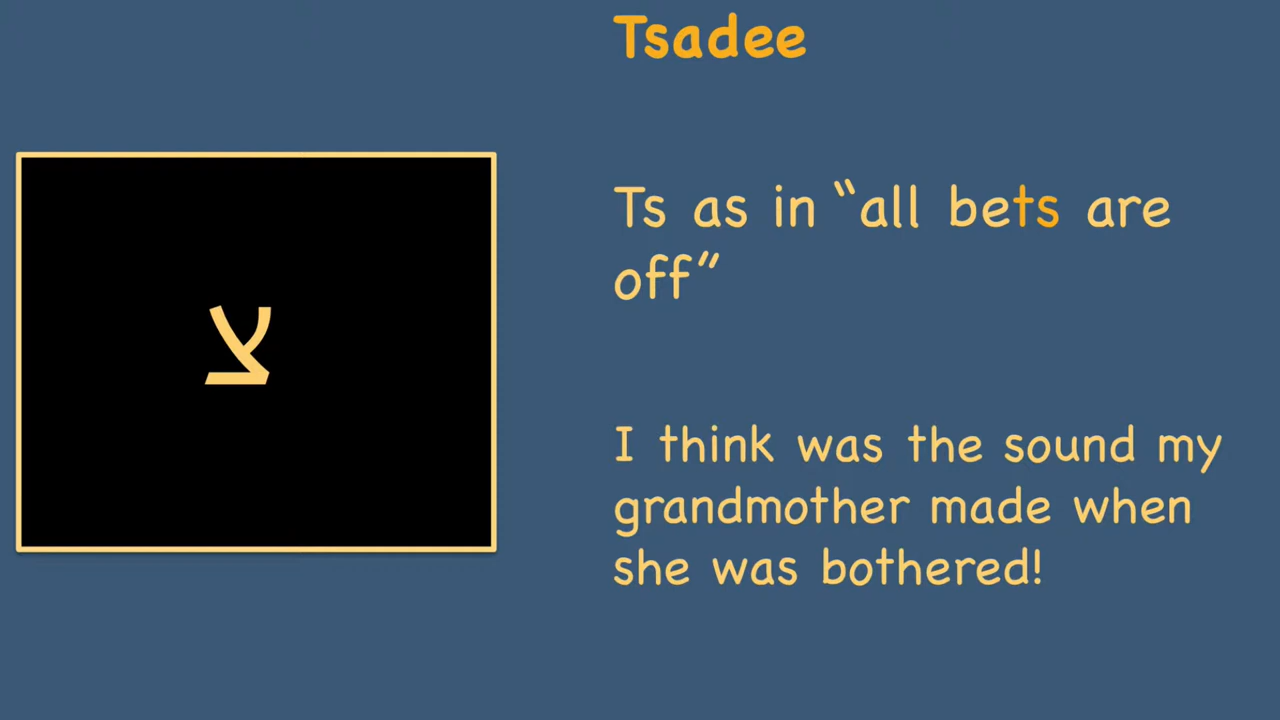 Tsadee
צ
Ts as in “all bets are
off”
I think was the sound my
grandmother made when
she was bothered!